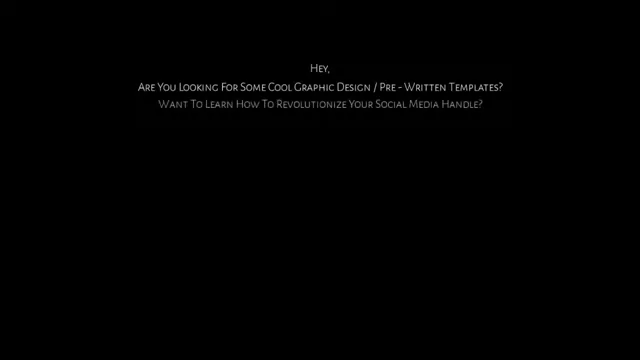 Hey,
Are You Looking For Some Cool Graphic Design / Pre - Written Templates?
Want To Learn How To Revolutionize Your Social Media Handle?